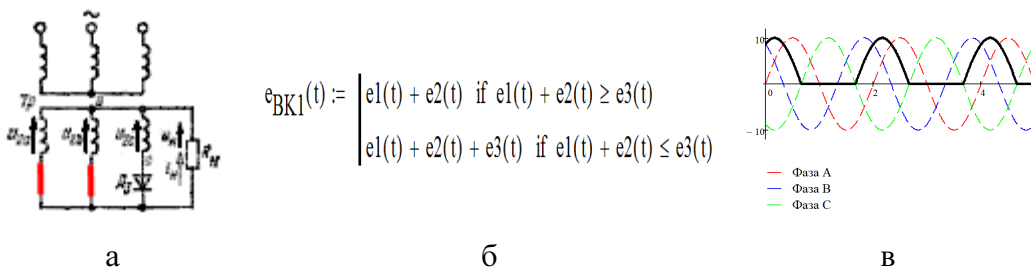 ~
Tр
e_BK1(t) := | e1(t) + e2(t) if e1(t) + e2(t) ≥ e3(t)
e1(t) + e2(t) + e3(t) if e1(t) + e2(t) ≤ e3(t)
10
0 2 4
-10
Фаза A
Фаза B
Фаза C
а б в